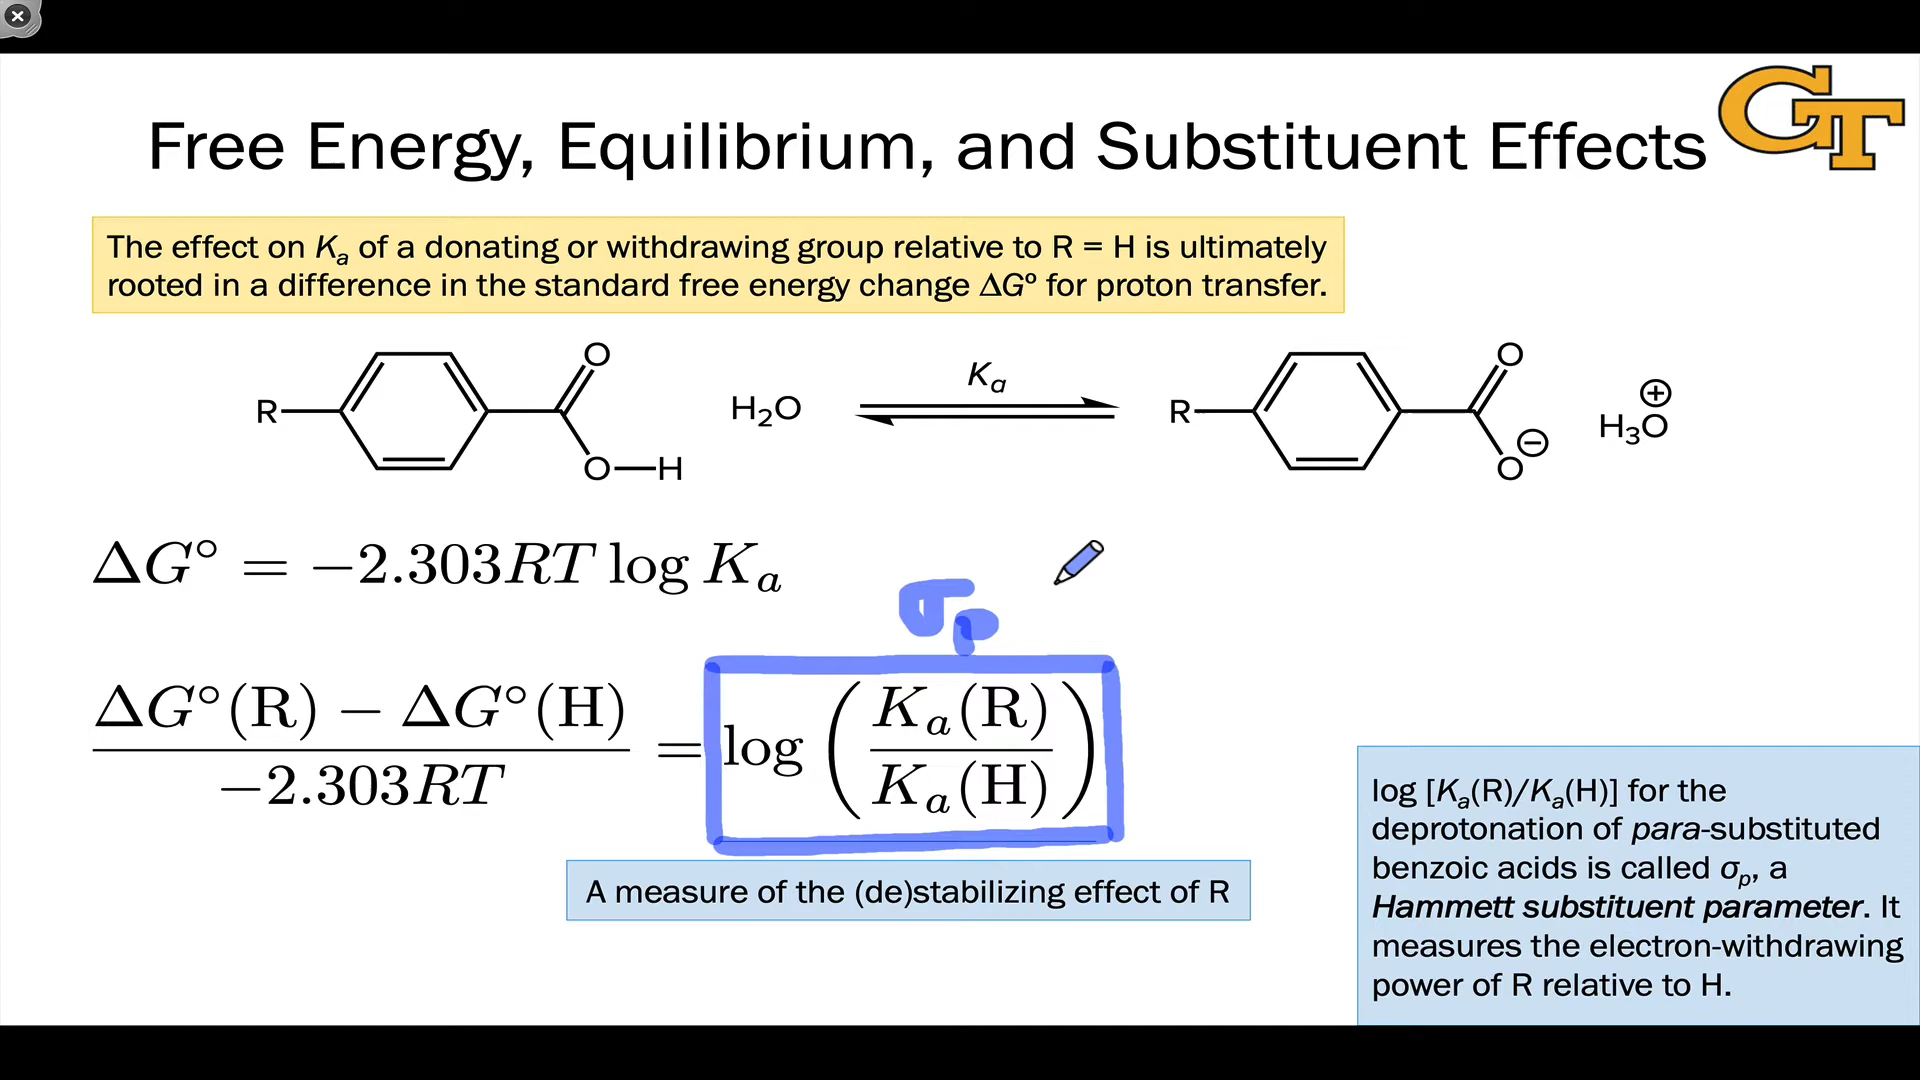 GT
Free Energy, Equilibrium, and Substituent Effects
The effect on Kₐ of a donating or withdrawing group relative to R = H is ultimately
rooted in a difference in the standard free energy change ΔGº for proton transfer.
R O O—H H₂O Kₐ R O O⊖ H₃O⊕
ΔG° = −2.303RT log Kₐ
σₚ
(ΔG°(R) − ΔG°(H)) / (−2.303RT) = log (Kₐ(R) / Kₐ(H))
A measure of the (de)stabilizing effect of R
log [Kₐ(R)/Kₐ(H)] for the
deprotonation of para-substituted
benzoic acids is called σₚ, a
Hammett substituent parameter. It
measures the electron-withdrawing
power of R relative to H.